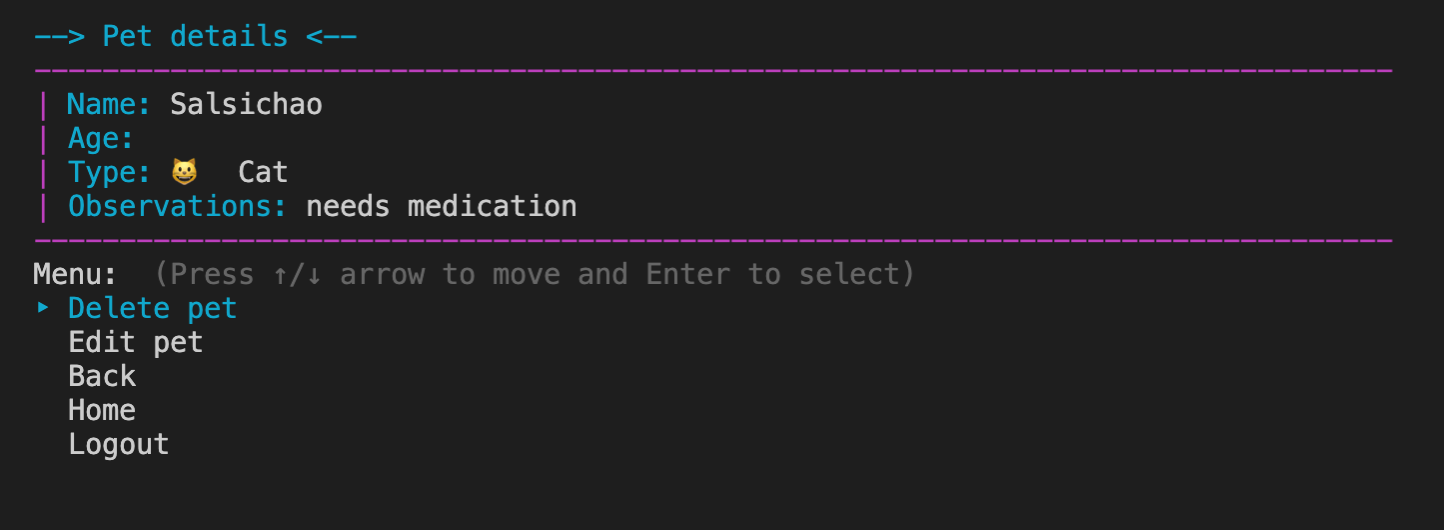 --> Pet details <--
--------------------------------------------------------------------------------
| Name: Salsichao
| Age:
| Type: 😺  Cat
| Observations: needs medication
--------------------------------------------------------------------------------
Menu:  (Press ↑/↓ arrow to move and Enter to select)
‣ Delete pet
  Edit pet
  Back
  Home
  Logout